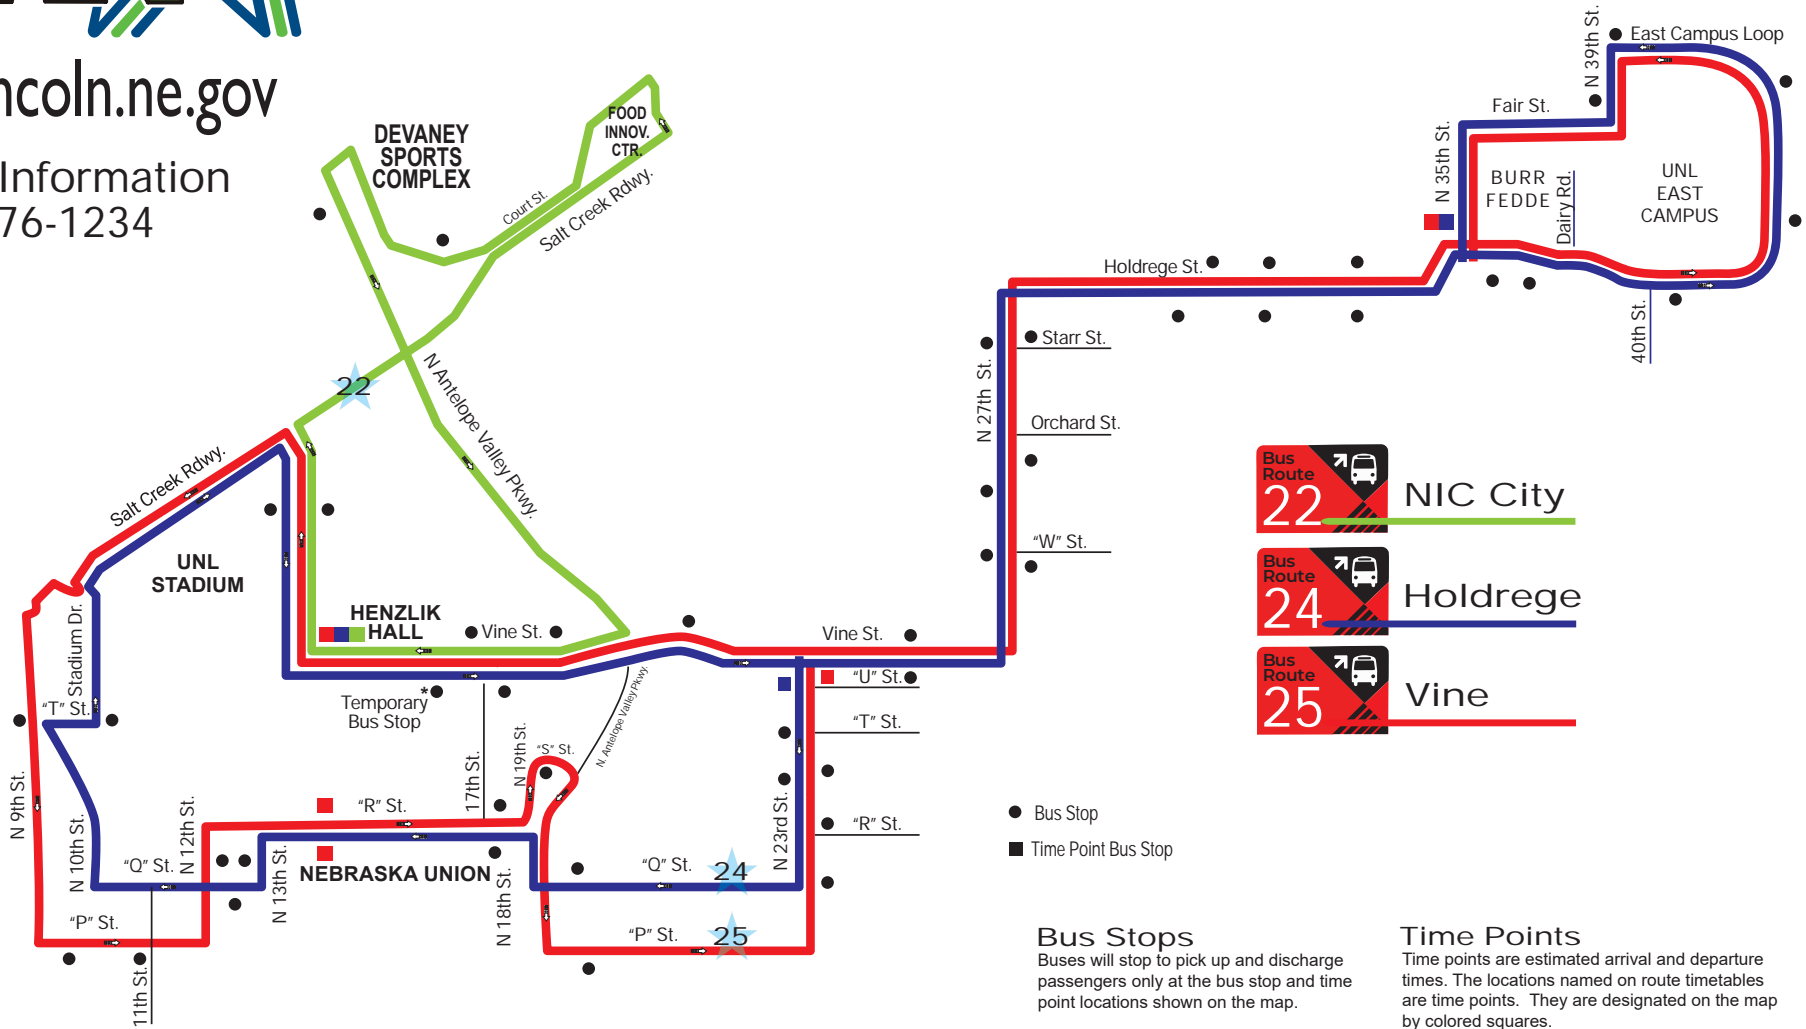 ncoln.ne.gov
Information
76-1234
DEVANEY
SPORTS
COMPLEX
FOOD
INNOV.
CTR.
Court St.
Salt Creek Rdwy.
N Antelope Valley Pkwy.
22
Salt Creek Rdwy.
UNL
STADIUM
HENZLIK
HALL
Vine St.
Vine St.
Temporary
Bus Stop
*
Stadium Dr.
"T" St.
N 9th St.
N 10th St.
"Q" St.
N 12th St.
"P" St.
11th St.
N 13th St.
"R" St.
NEBRASKA UNION
17th St.
N 19th St.
"S" St.
N. Antelope Valley Pkwy.
N 18th St.
"Q" St.
24
"P" St.
25
N 23rd St.
"U" St.
"T" St.
"R" St.
N 27th St.
Starr St.
Orchard St.
"W" St.
Holdrege St.
N 35th St.
Fair St.
N 39th St.
East Campus Loop
BURR
FEDDE
Dairy Rd.
UNL
EAST
CAMPUS
40th St.
Bus
Route
22
NIC City
Bus
Route
24
Holdrege
Bus
Route
25
Vine
Bus Stop
Time Point Bus Stop
Bus Stops
Buses will stop to pick up and discharge
passengers only at the bus stop and time
point locations shown on the map.
Time Points
Time points are estimated arrival and departure
times. The locations named on route timetables
are time points. They are designated on the map
by colored squares.